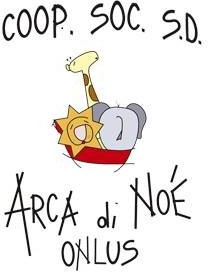 COOP. SOC. S.D.
ARCA di NOÉ
ONLUS